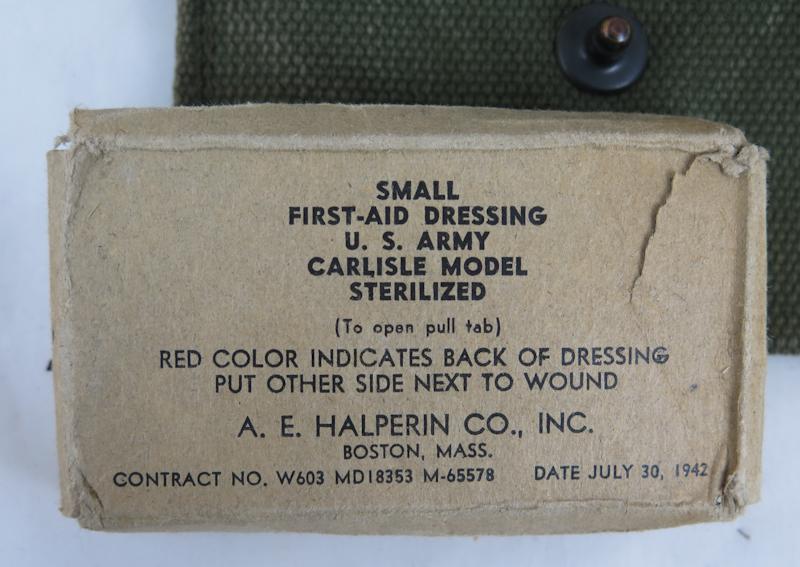 SMALL
FIRST-AID DRESSING
U. S. ARMY
CARLISLE MODEL
STERILIZED
(To open pull tab)
RED COLOR INDICATES BACK OF DRESSING
PUT OTHER SIDE NEXT TO WOUND
A. E. HALPERIN CO., INC.
BOSTON, MASS.
CONTRACT NO. W603 MD18353 M-65578 DATE JULY 30, 1942